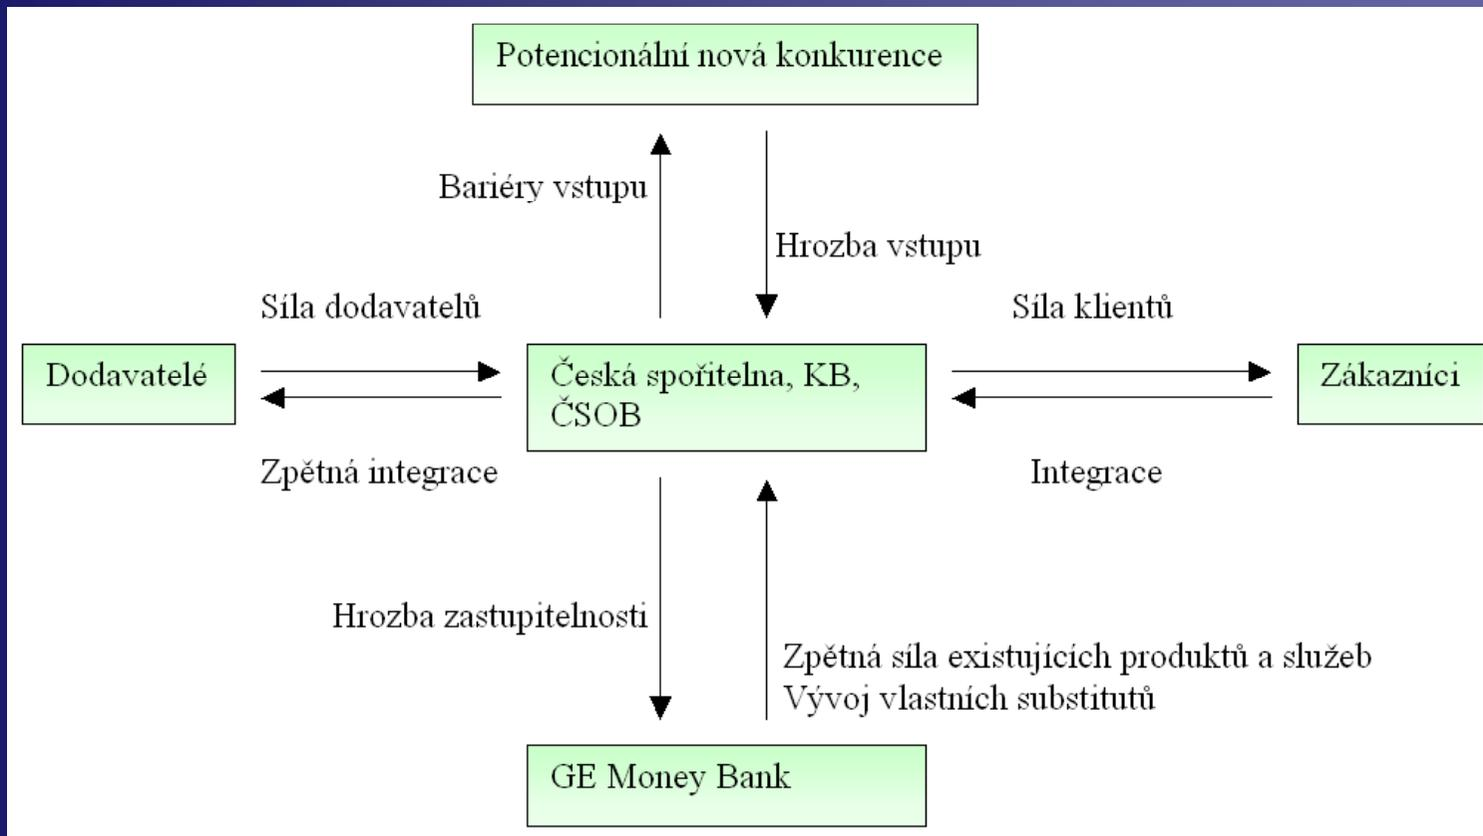 Potencionální nová konkurence
Bariéry vstupu
Hrozba vstupu
Síla dodavatelů
Síla klientů
Dodavatelé
Česká spořitelna, KB,
ČSOB
Zákazníci
Zpětná integrace
Integrace
Hrozba zastupitelnosti
Zpětná síla existujících produktů a služeb
Vývoj vlastních substitutů
GE Money Bank